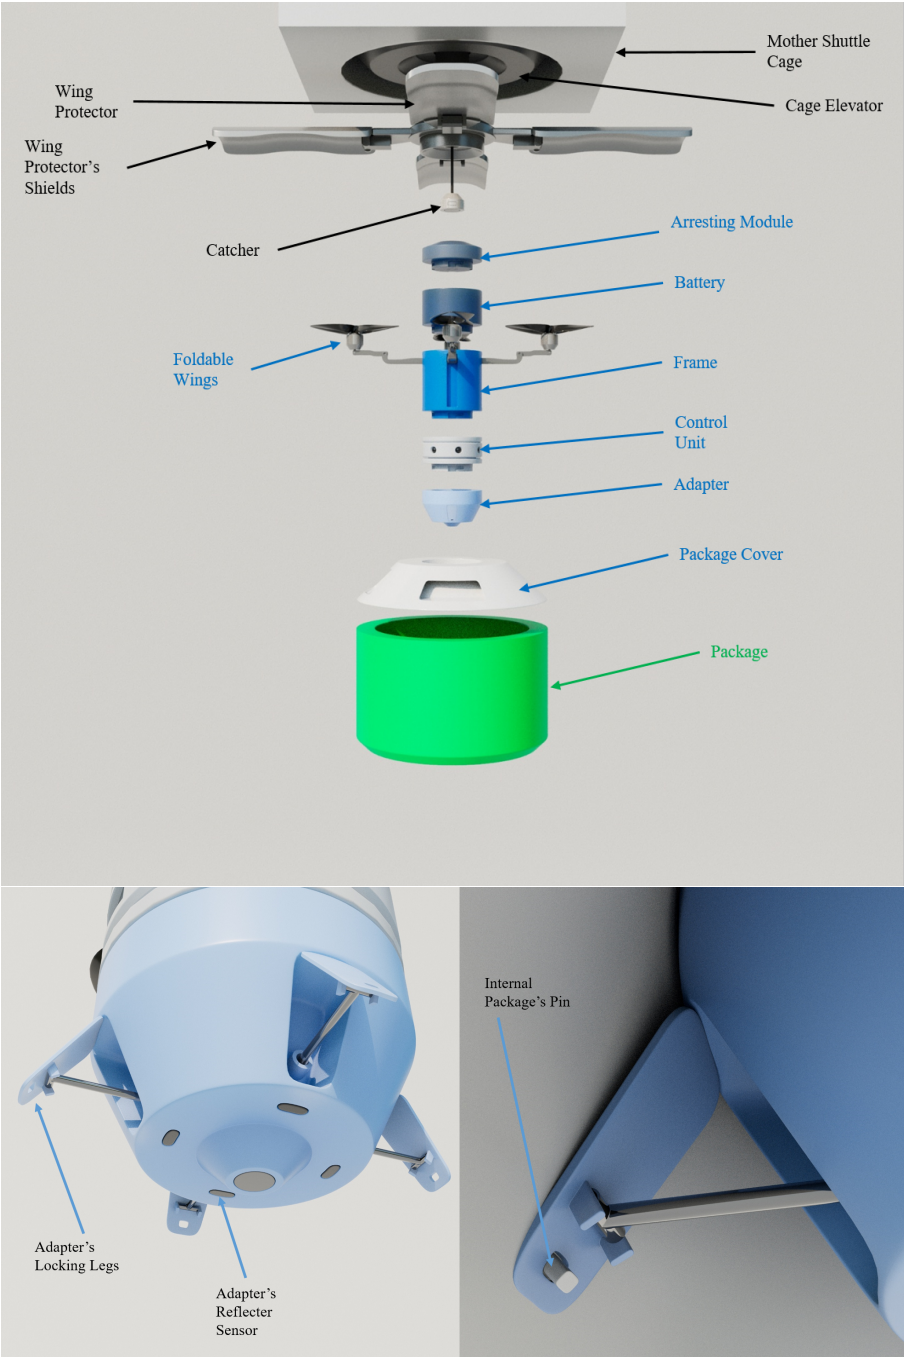 Mother Shuttle
Cage
Wing
Protector
Cage Elevator
Wing
Protector's
Shields
Arresting Module
Catcher
Battery
Foldable
Wings
Frame
Control
Unit
Adapter
Package Cover
Package
Internal
Package's Pin
Adapter's
Locking Legs
Adapter's
Reflecter
Sensor